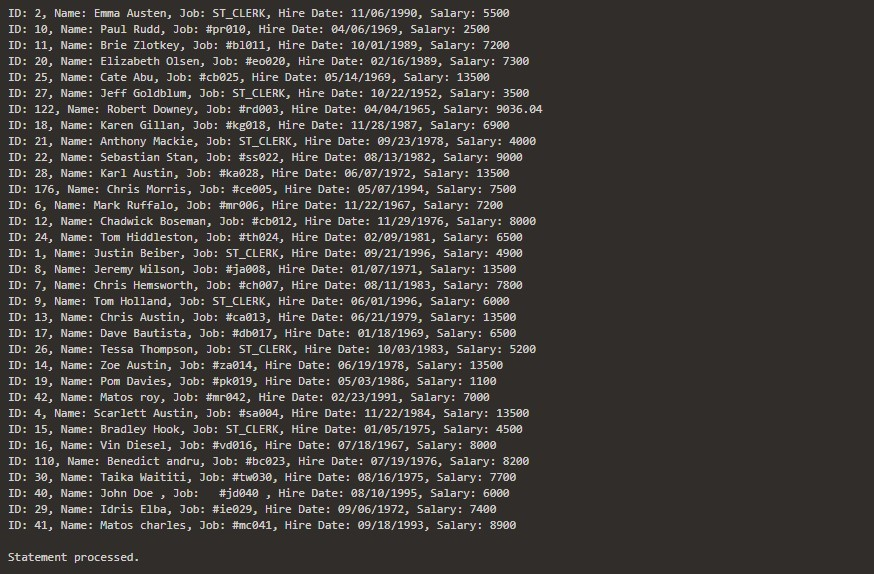 ID: 2, Name: Emma Austen, Job: ST_CLERK, Hire Date: 11/06/1990, Salary: 5500
ID: 10, Name: Paul Rudd, Job: #pr010, Hire Date: 04/06/1969, Salary: 2500
ID: 11, Name: Brie Zlotkey, Job: #bl011, Hire Date: 10/01/1989, Salary: 7200
ID: 20, Name: Elizabeth Olsen, Job: #eo020, Hire Date: 02/16/1989, Salary: 7300
ID: 25, Name: Cate Abu, Job: #cb025, Hire Date: 05/14/1969, Salary: 13500
ID: 27, Name: Jeff Goldblum, Job: ST_CLERK, Hire Date: 10/22/1952, Salary: 3500
ID: 122, Name: Robert Downey, Job: #rd003, Hire Date: 04/04/1965, Salary: 9036.04
ID: 18, Name: Karen Gillan, Job: #kg018, Hire Date: 11/28/1987, Salary: 6900
ID: 21, Name: Anthony Mackie, Job: ST_CLERK, Hire Date: 09/23/1978, Salary: 4000
ID: 22, Name: Sebastian Stan, Job: #ss022, Hire Date: 08/13/1982, Salary: 9000
ID: 28, Name: Karl Austin, Job: #ka028, Hire Date: 06/07/1972, Salary: 13500
ID: 176, Name: Chris Morris, Job: #ce005, Hire Date: 05/07/1994, Salary: 7500
ID: 6, Name: Mark Ruffalo, Job: #mr006, Hire Date: 11/22/1967, Salary: 7200
ID: 12, Name: Chadwick Boseman, Job: #cb012, Hire Date: 11/29/1976, Salary: 8000
ID: 24, Name: Tom Hiddleston, Job: #th024, Hire Date: 02/09/1981, Salary: 6500
ID: 1, Name: Justin Beiber, Job: ST_CLERK, Hire Date: 09/21/1996, Salary: 4900
ID: 8, Name: Jeremy Wilson, Job: #ja008, Hire Date: 01/07/1971, Salary: 13500
ID: 7, Name: Chris Hemsworth, Job: #ch007, Hire Date: 08/11/1983, Salary: 7800
ID: 9, Name: Tom Holland, Job: ST_CLERK, Hire Date: 06/01/1996, Salary: 6000
ID: 13, Name: Chris Austin, Job: #ca013, Hire Date: 06/21/1979, Salary: 13500
ID: 17, Name: Dave Bautista, Job: #db017, Hire Date: 01/18/1969, Salary: 6500
ID: 26, Name: Tessa Thompson, Job: ST_CLERK, Hire Date: 10/03/1983, Salary: 5200
ID: 14, Name: Zoe Austin, Job: #za014, Hire Date: 06/19/1978, Salary: 13500
ID: 19, Name: Pom Davies, Job: #pk019, Hire Date: 05/03/1986, Salary: 1100
ID: 42, Name: Matos roy, Job: #mr042, Hire Date: 02/23/1991, Salary: 7000
ID: 4, Name: Scarlett Austin, Job: #sa004, Hire Date: 11/22/1984, Salary: 13500
ID: 15, Name: Bradley Hook, Job: ST_CLERK, Hire Date: 01/05/1975, Salary: 4500
ID: 16, Name: Vin Diesel, Job: #vd016, Hire Date: 07/18/1967, Salary: 8000
ID: 110, Name: Benedict andru, Job: #bc023, Hire Date: 07/19/1976, Salary: 8200
ID: 30, Name: Taika Waititi, Job: #tw030, Hire Date: 08/16/1975, Salary: 7700
ID: 40, Name: John Doe , Job:   #jd040 , Hire Date: 08/10/1995, Salary: 6000
ID: 29, Name: Idris Elba, Job: #ie029, Hire Date: 09/06/1972, Salary: 7400
ID: 41, Name: Matos charles, Job: #mc041, Hire Date: 09/18/1993, Salary: 8900
Statement processed.